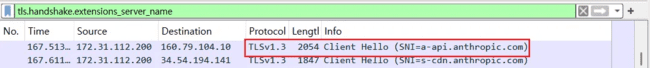 tls.handshake.extensions_server_name
No. Time Source Destination Protocol Lengtl Info
167.513… 172.31.112.200 160.79.104.10 TLSv1.3 2054 Client Hello (SNI=a-api.anthropic.com)
167.611… 172.31.112.200 34.54.194.141 TLSv1.3 1847 Client Hello (SNI=s-cdn.anthropic.com)